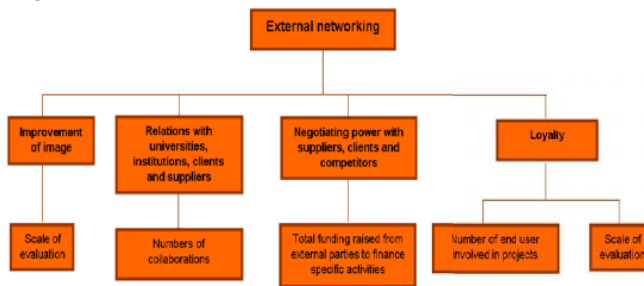 External networking
Improvement
of image
Relations with
universities,
institutions, clients
and suppliers
Negotiating power with
suppliers, clients and
competitors
Loyalty
Scale of
evaluation
Numbers of
collaborations
Total funding raised from
external parties to finance
specific activities
Number of end user
involved in projects
Scale of
evaluation